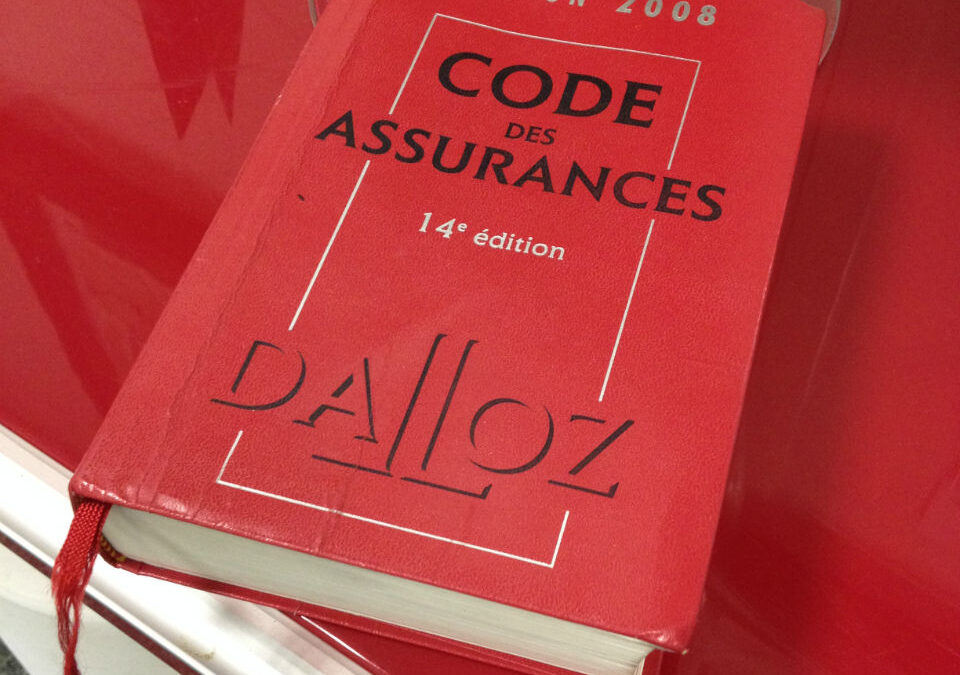 2008
CODE
DES
ASSURANCES
14e édition
DALLOZ